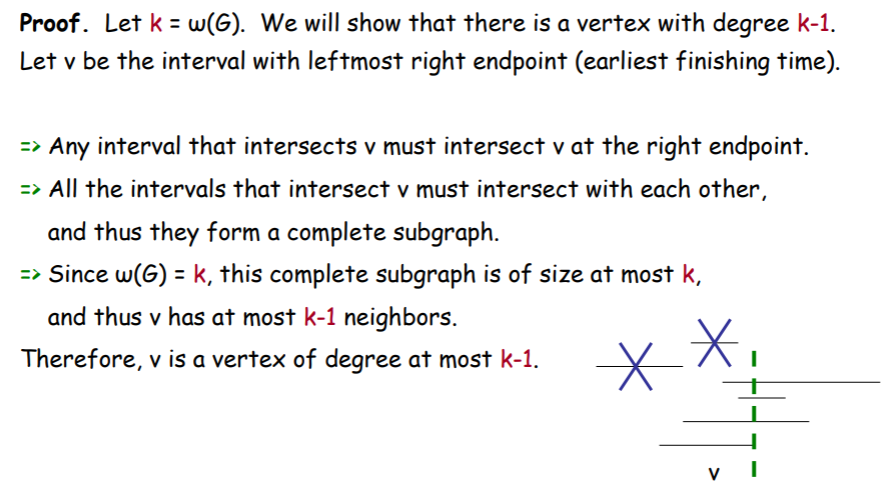 Proof. Let k = ω(G). We will show that there is a vertex with degree k-1.
Let v be the interval with leftmost right endpoint (earliest finishing time).
=> Any interval that intersects v must intersect v at the right endpoint.
=> All the intervals that intersect v must intersect with each other,
and thus they form a complete subgraph.
=> Since ω(G) = k, this complete subgraph is of size at most k,
and thus v has at most k-1 neighbors.
Therefore, v is a vertex of degree at most k-1.
v